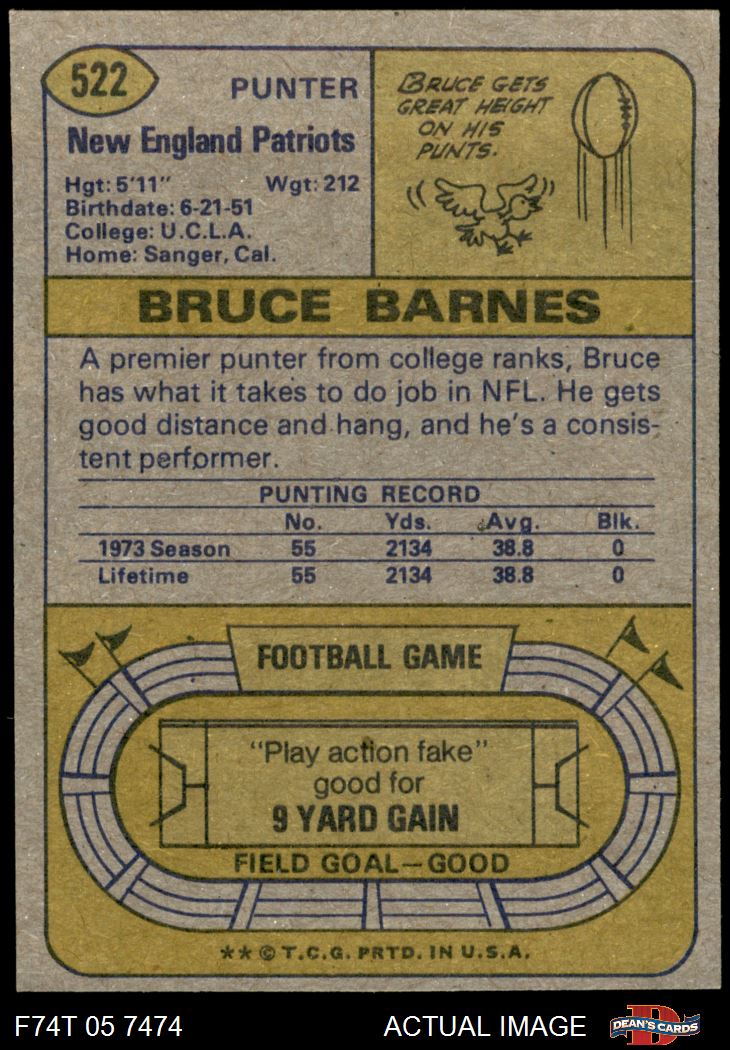 522
PUNTER
New England Patriots
Hgt: 5'11" Wgt: 212
Birthdate: 6-21-51
College: U.C.L.A.
Home: Sanger, Cal.
BRUCE GETS
GREAT HEIGHT
ON HIS
PUNTS.
BRUCE BARNES
A premier punter from college ranks, Bruce
has what it takes to do job in NFL. He gets
good distance and hang, and he's a consis-
tent performer.
PUNTING RECORD
No. Yds. Avg. Blk.
1973 Season 55 2134 38.8 0
Lifetime 55 2134 38.8 0
FOOTBALL GAME
"Play action fake"
good for
9 YARD GAIN
FIELD GOAL—GOOD
** © T.C.G. PRTD. IN U.S.A.
F74T 05 7474 ACTUAL IMAGE
D
DEAN'S CARDS